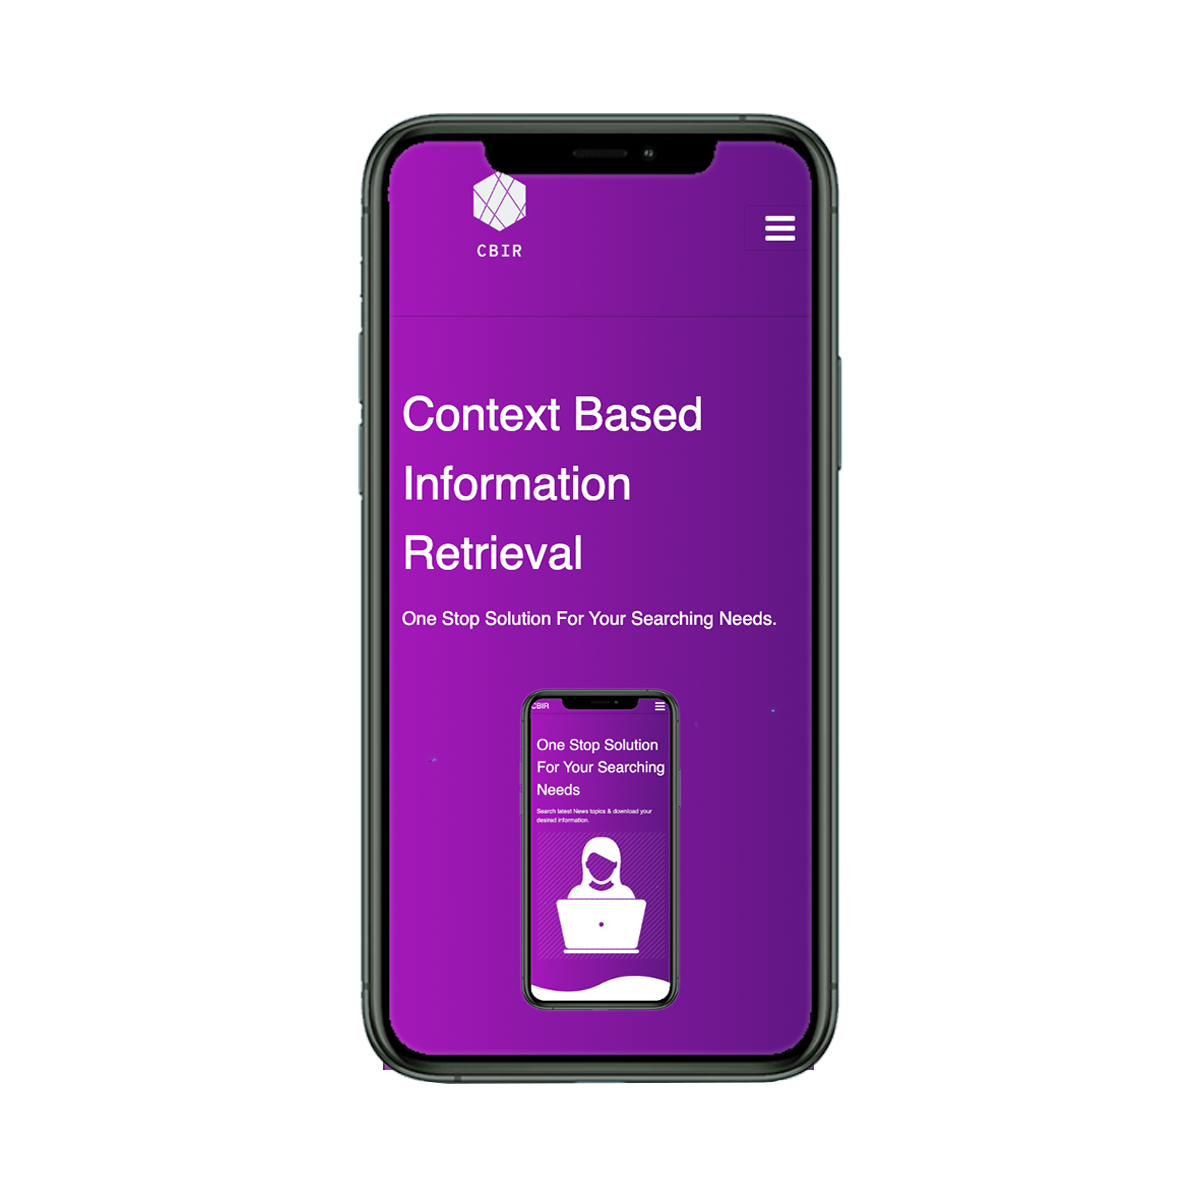 CBIR
Context Based
Information
Retrieval
One Stop Solution For Your Searching Needs.
CBIR
One Stop Solution
For Your Searching
Needs
Search latest News topics & download your
desired information.